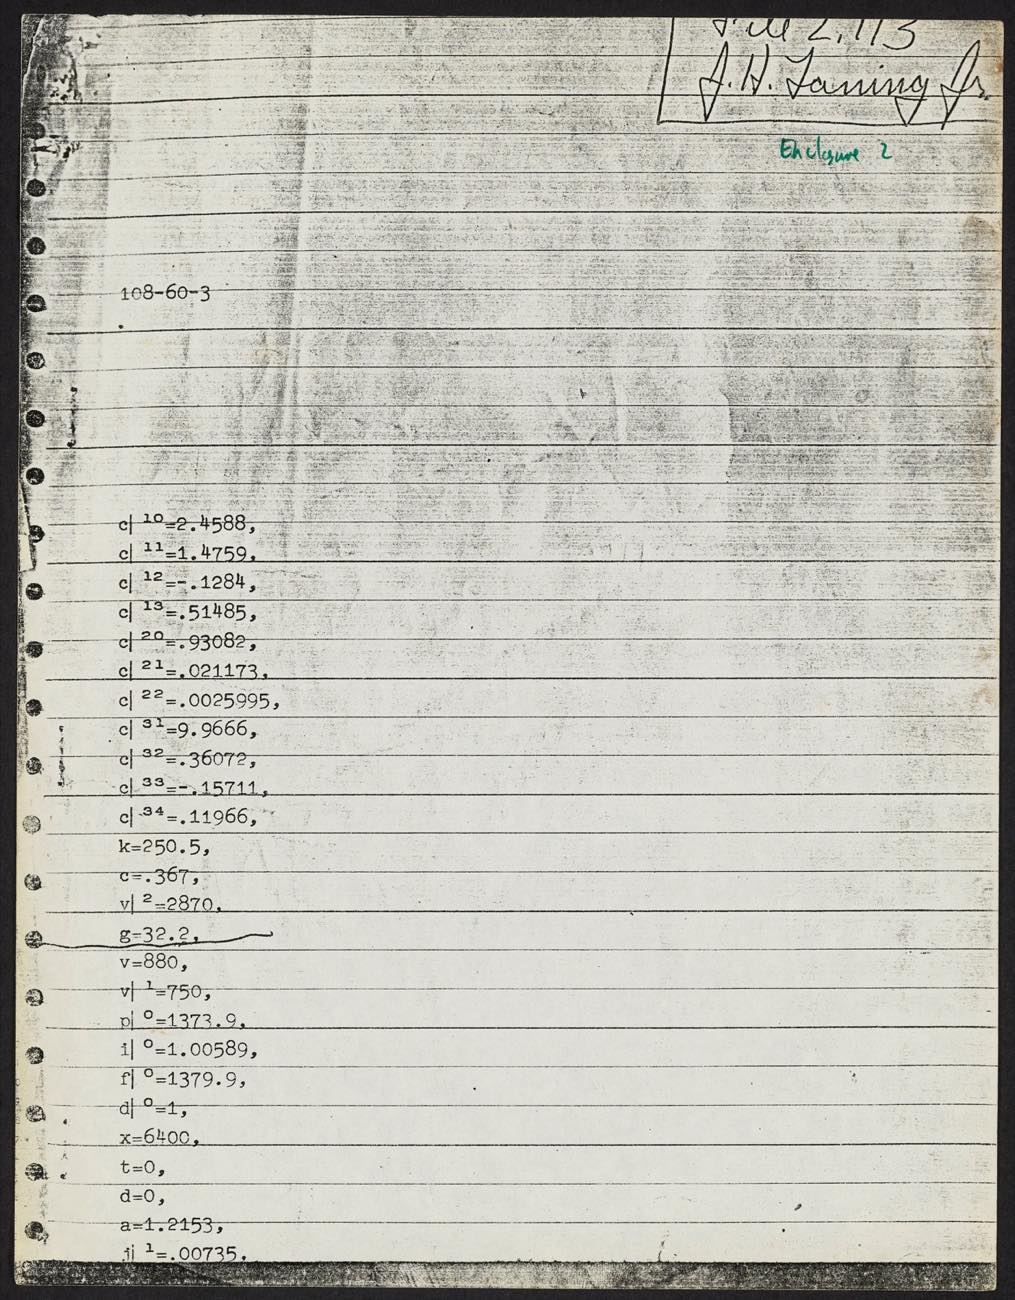 File 2.113
J. H. Laning Jr.
Enclosure 2
108-60-3
c| ¹⁰=2.4588,
c| ¹¹=1.4759,
c| ¹²=-.1284,
c| ¹³=.51485,
c| ²⁰=.93082,
c| ²¹=.021173,
c| ²²=.0025995,
c| ³¹=9.9666,
c| ³²=.36072,
c| ³³=-.15711,
c| ³⁴=.11966,
k=250.5,
c=.367,
v| ²=2870,
g=32.2,
v=880,
v| ¹=750,
p| ⁰=1373.9,
i| ⁰=1.00589,
f| ⁰=1379.9,
d| ⁰=1,
x=6400,
t=0,
d=0,
a=1.2153,
j| ¹=.00735,